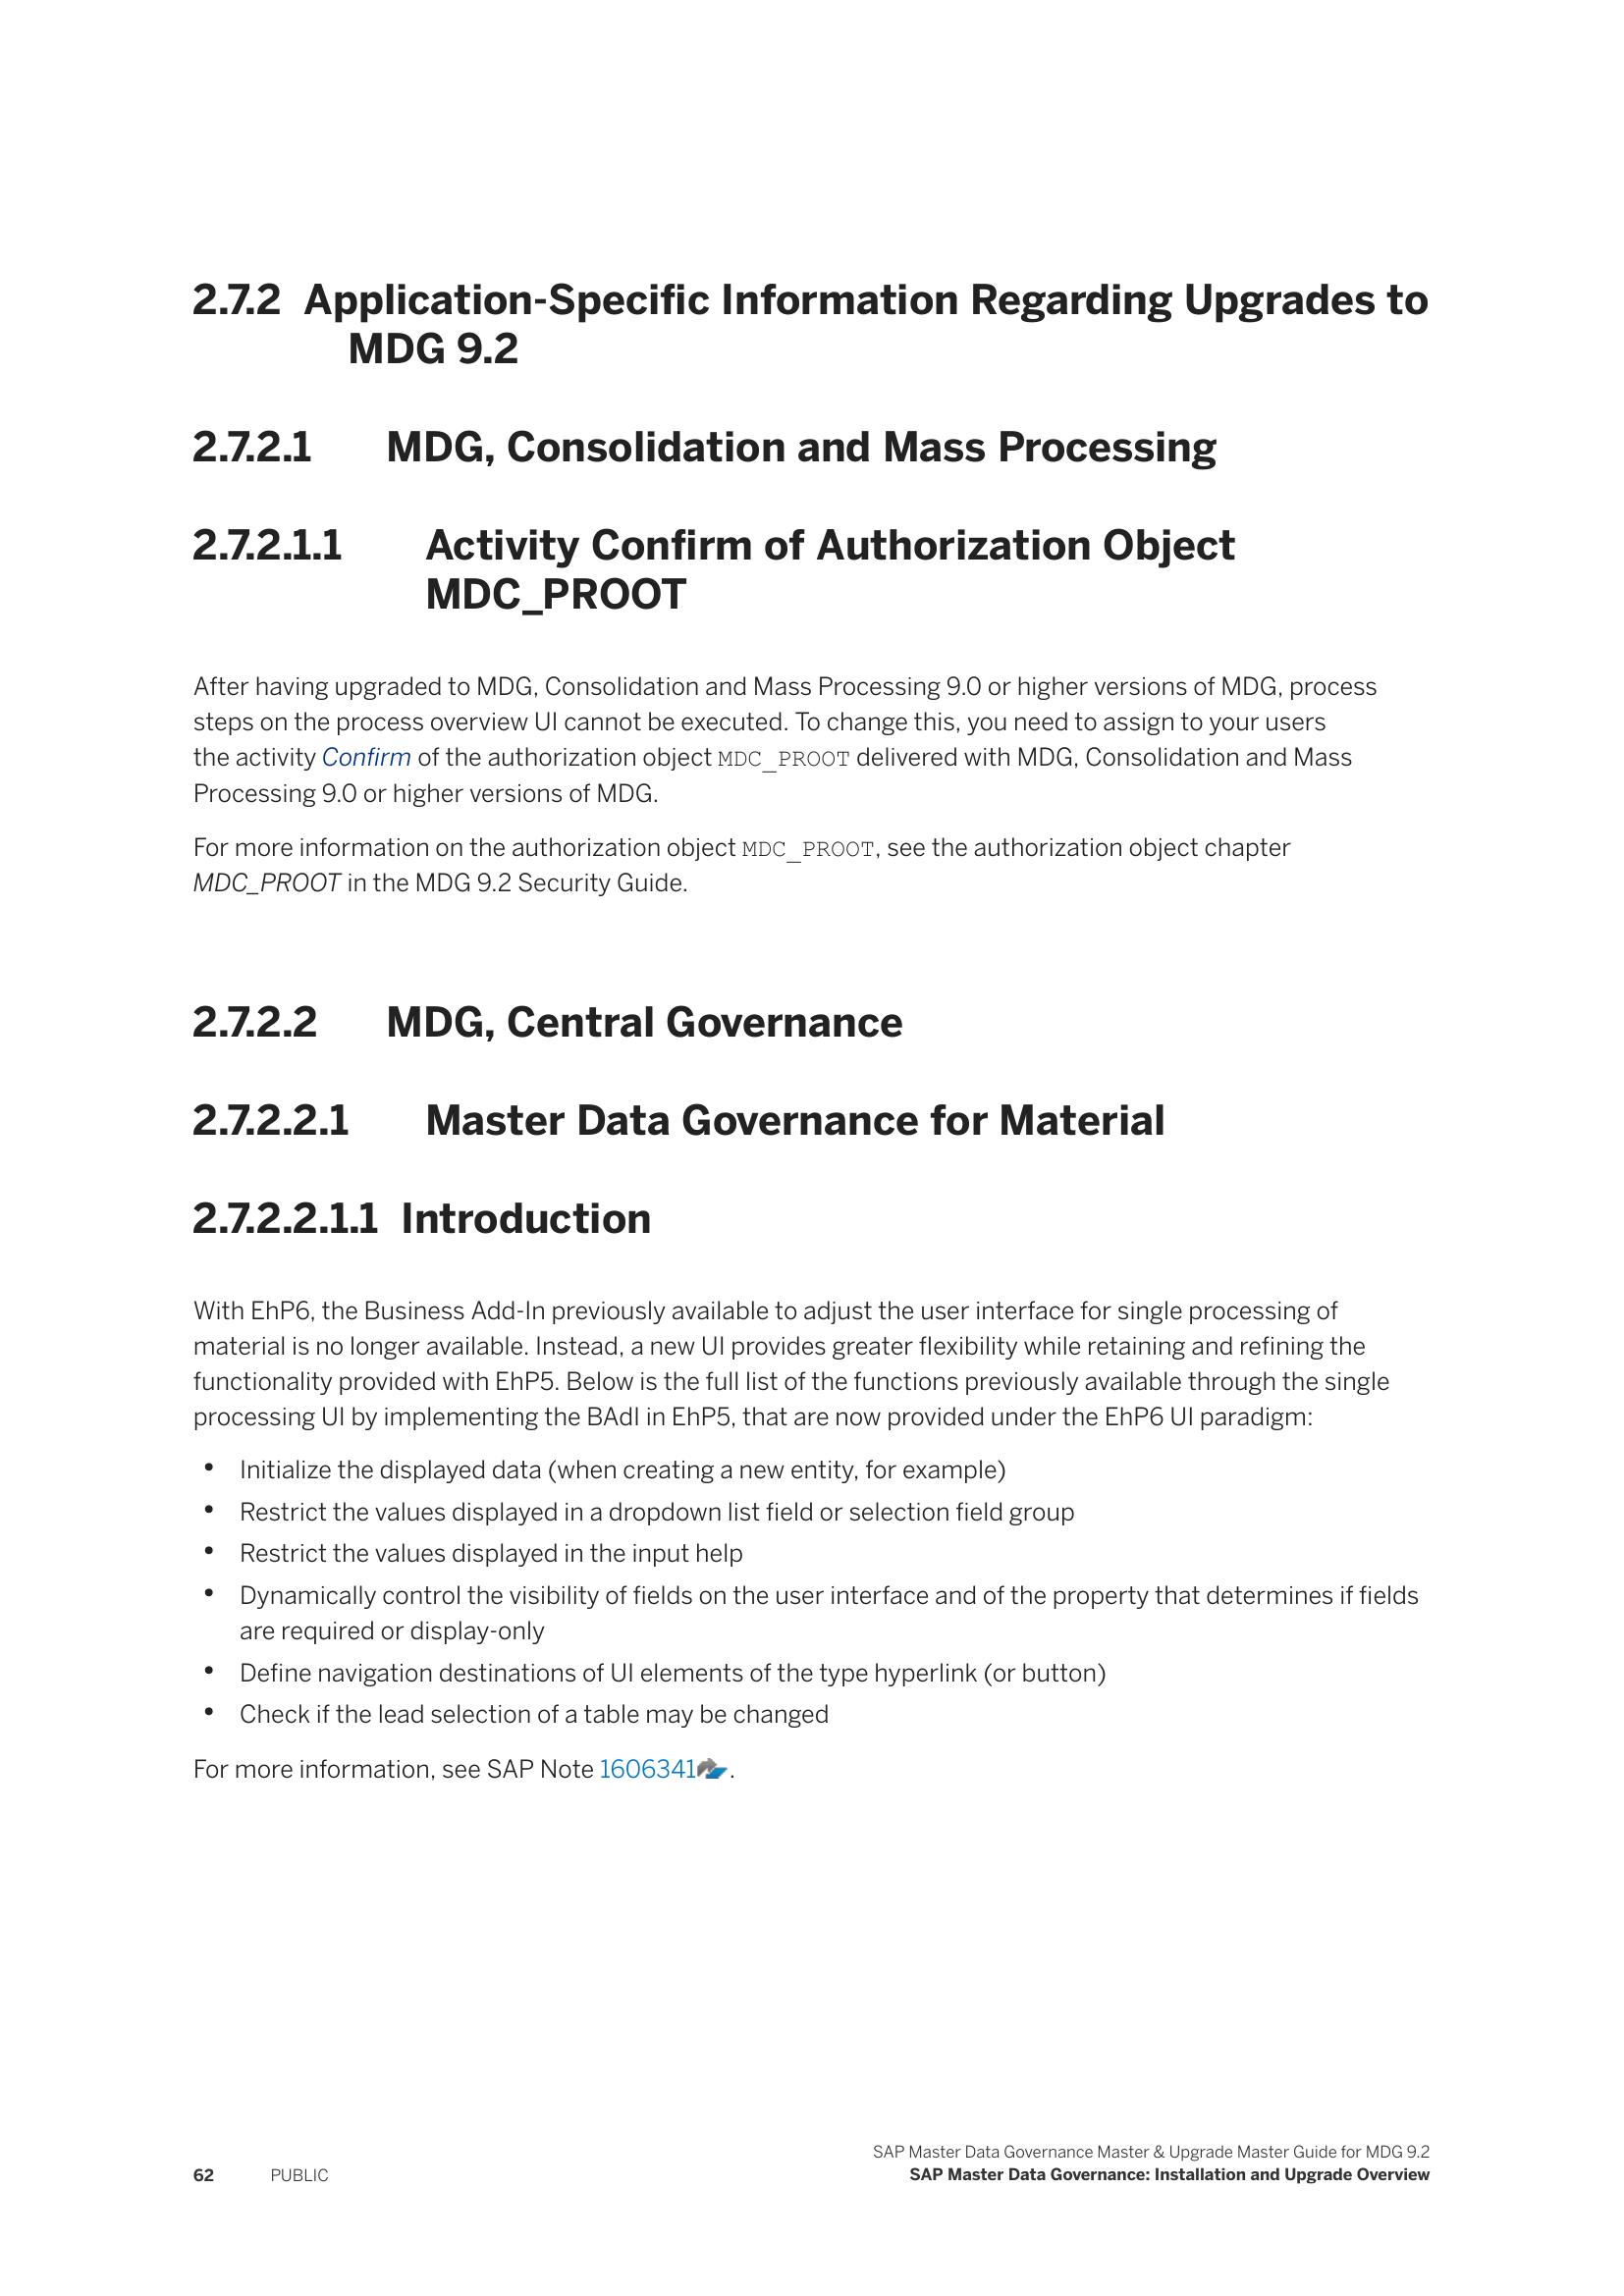 2.7.2 Application-Specific Information Regarding Upgrades to
MDG 9.2
2.7.2.1 MDG, Consolidation and Mass Processing
2.7.2.1.1 Activity Confirm of Authorization Object
MDC_PROOT
After having upgraded to MDG, Consolidation and Mass Processing 9.0 or higher versions of MDG, process
steps on the process overview UI cannot be executed. To change this, you need to assign to your users
the activity Confirm of the authorization object MDC_PROOT delivered with MDG, Consolidation and Mass
Processing 9.0 or higher versions of MDG.
For more information on the authorization object MDC_PROOT, see the authorization object chapter
MDC_PROOT in the MDG 9.2 Security Guide.
2.7.2.2 MDG, Central Governance
2.7.2.2.1 Master Data Governance for Material
2.7.2.2.1.1 Introduction
With EhP6, the Business Add-In previously available to adjust the user interface for single processing of
material is no longer available. Instead, a new UI provides greater flexibility while retaining and refining the
functionality provided with EhP5. Below is the full list of the functions previously available through the single
processing UI by implementing the BAdI in EhP5, that are now provided under the EhP6 UI paradigm:
• Initialize the displayed data (when creating a new entity, for example)
• Restrict the values displayed in a dropdown list field or selection field group
• Restrict the values displayed in the input help
• Dynamically control the visibility of fields on the user interface and of the property that determines if fields
are required or display-only
• Define navigation destinations of UI elements of the type hyperlink (or button)
• Check if the lead selection of a table may be changed
For more information, see SAP Note 1606341.
SAP Master Data Governance Master & Upgrade Master Guide for MDG 9.2
62 PUBLIC SAP Master Data Governance: Installation and Upgrade Overview